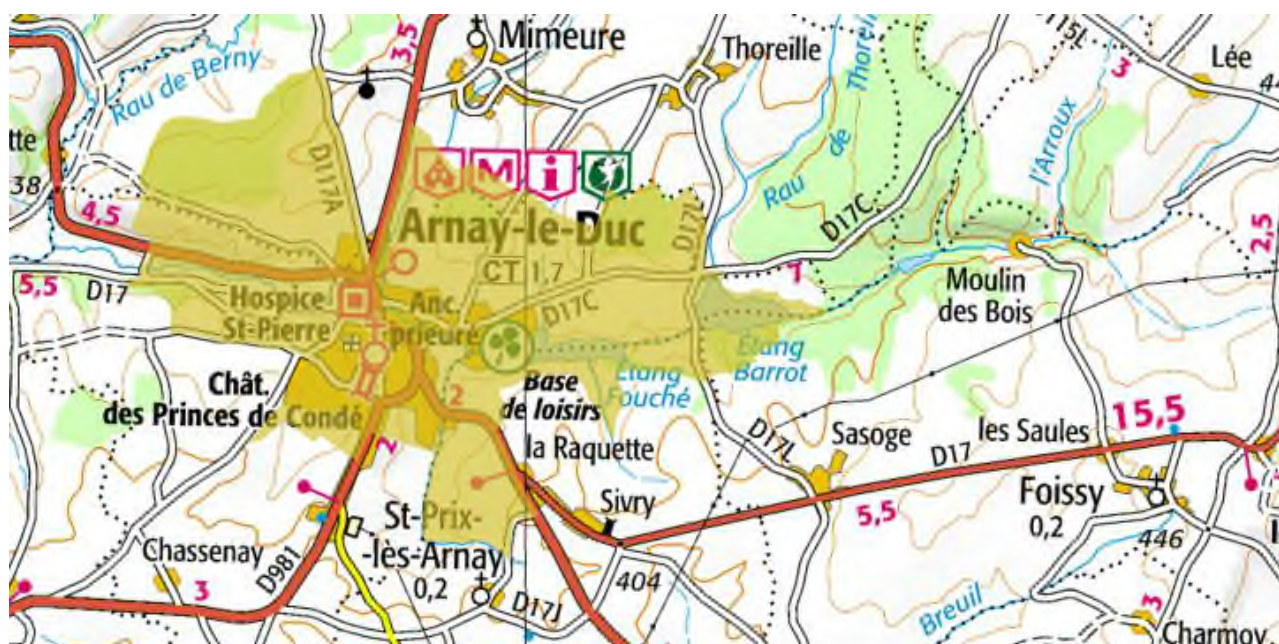 Mimeure
Thoreille
Lée
Rau de Berny
3,5
Rau de Thoreille
D115L
3
l'Arroux
38
D117A
4,5
M
i
Arnay-le-Duc
D17L
D17C
2,5
CT 1,7
5,5
D17
Hospice
St-Pierre
Anc.
prieuré
D17C
1
Moulin
des Bois
Étang
Barrot
Étang
Fouché
Chât.
des Princes de Condé
Base
de loisirs
2
2
la Raquette
D17L
Sasoge
les Saules
15,5
D17
Sivry
5,5
Foissy
0,2
446
St-Prix-
-lès-Arnay
0,2
Chassenay
D981
3
404
D17J
Breuil
3
Charmoy